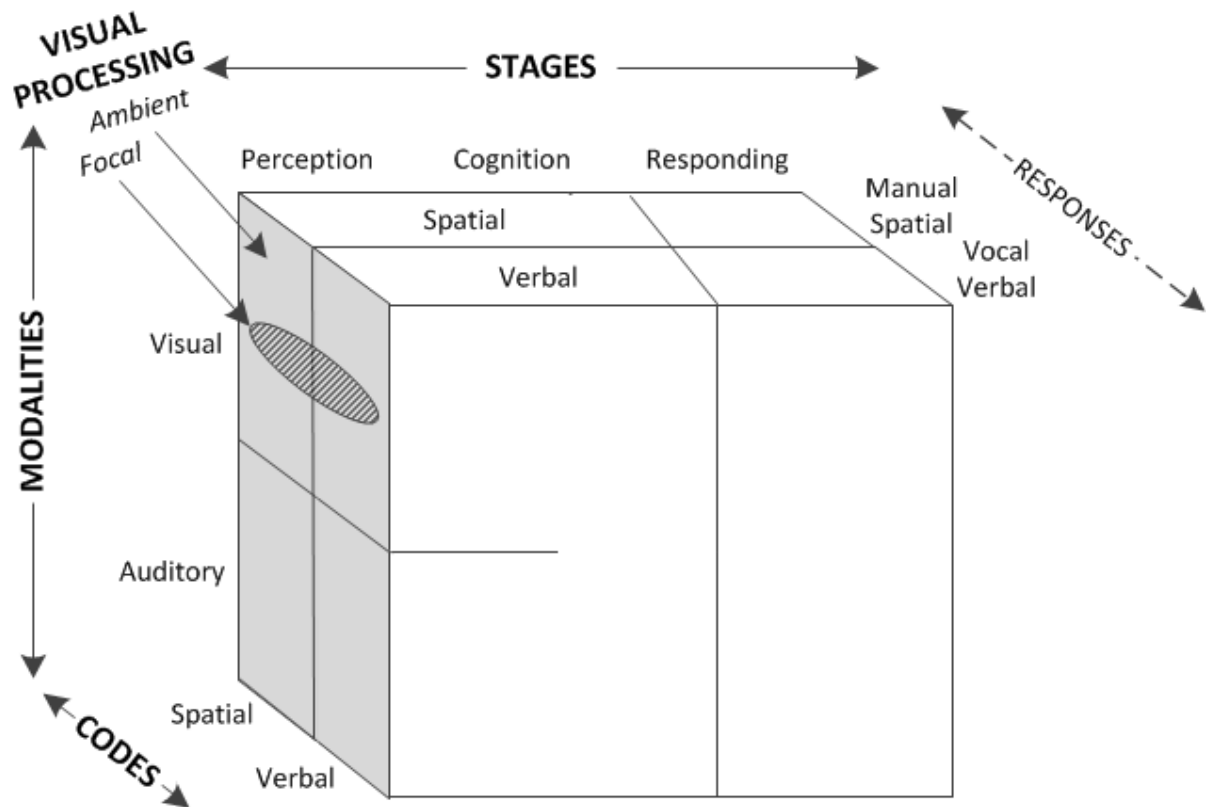 VISUAL
PROCESSING
STAGES
Ambient
Focal
Perception
Cognition
Responding
RESPONSES
Manual
Spatial
Vocal
Verbal
Spatial
Verbal
MODALITIES
Visual
Auditory
Spatial
Verbal
CODES